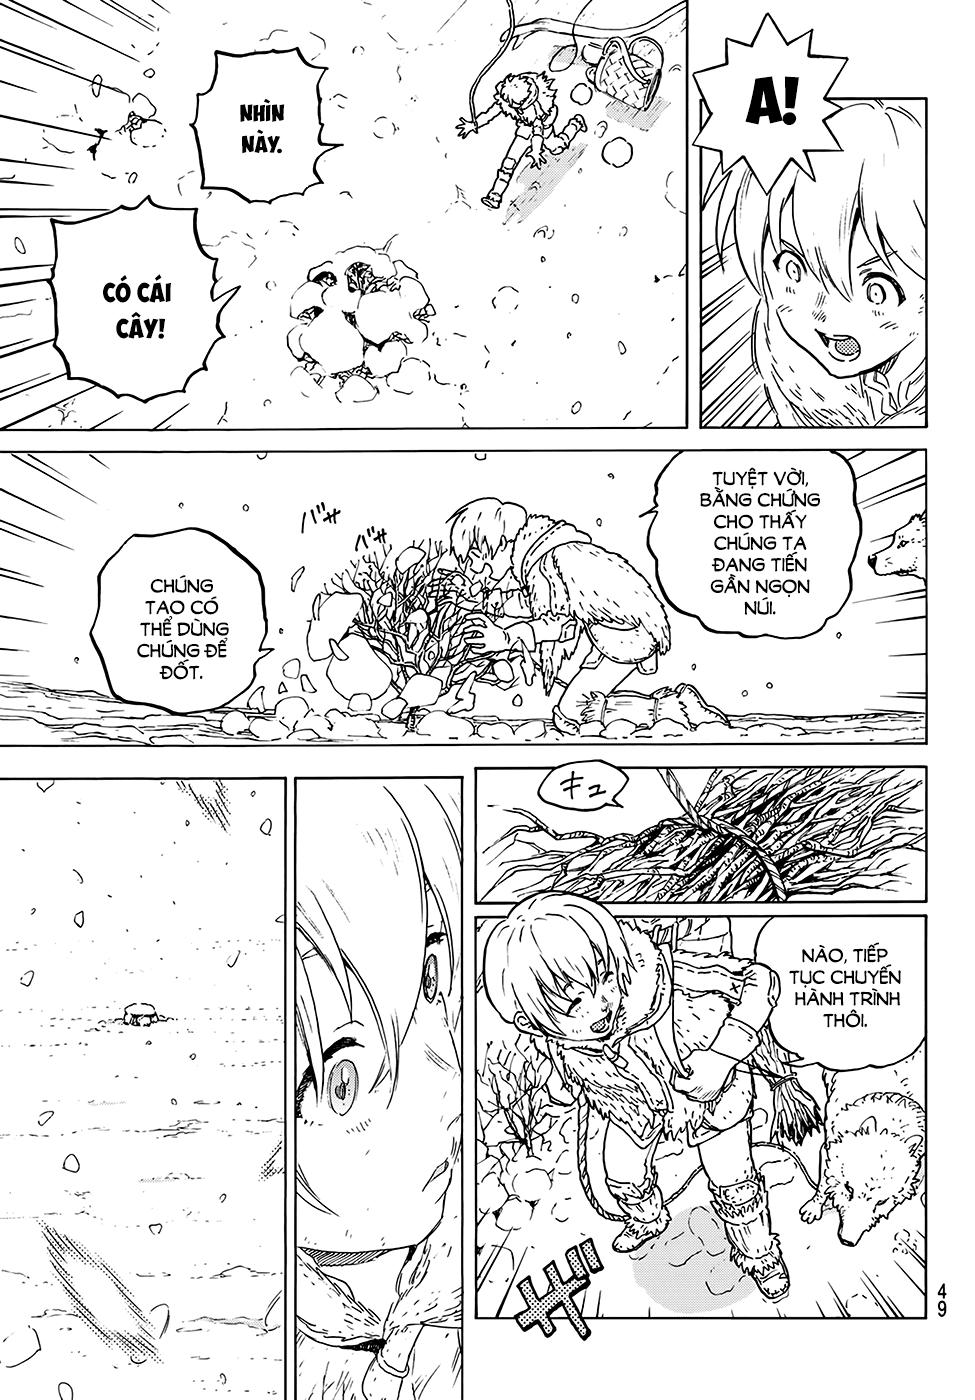 A!
NHÌN
NÀY.
CÓ CÁI
CÂY!
TUYỆT VỜI,
BẰNG CHỨNG
CHO THẤY
CHÚNG TA
ĐANG TIẾN
GẦN NGỌN
NÚI.
バサ
バサ
CHÚNG
TAO CÓ
THỂ DÙNG
CHÚNG ĐỂ
ĐỐT.
キュ
NÀO, TIẾP
TỤC CHUYẾN
HÀNH TRÌNH
THÔI.
ザ
49